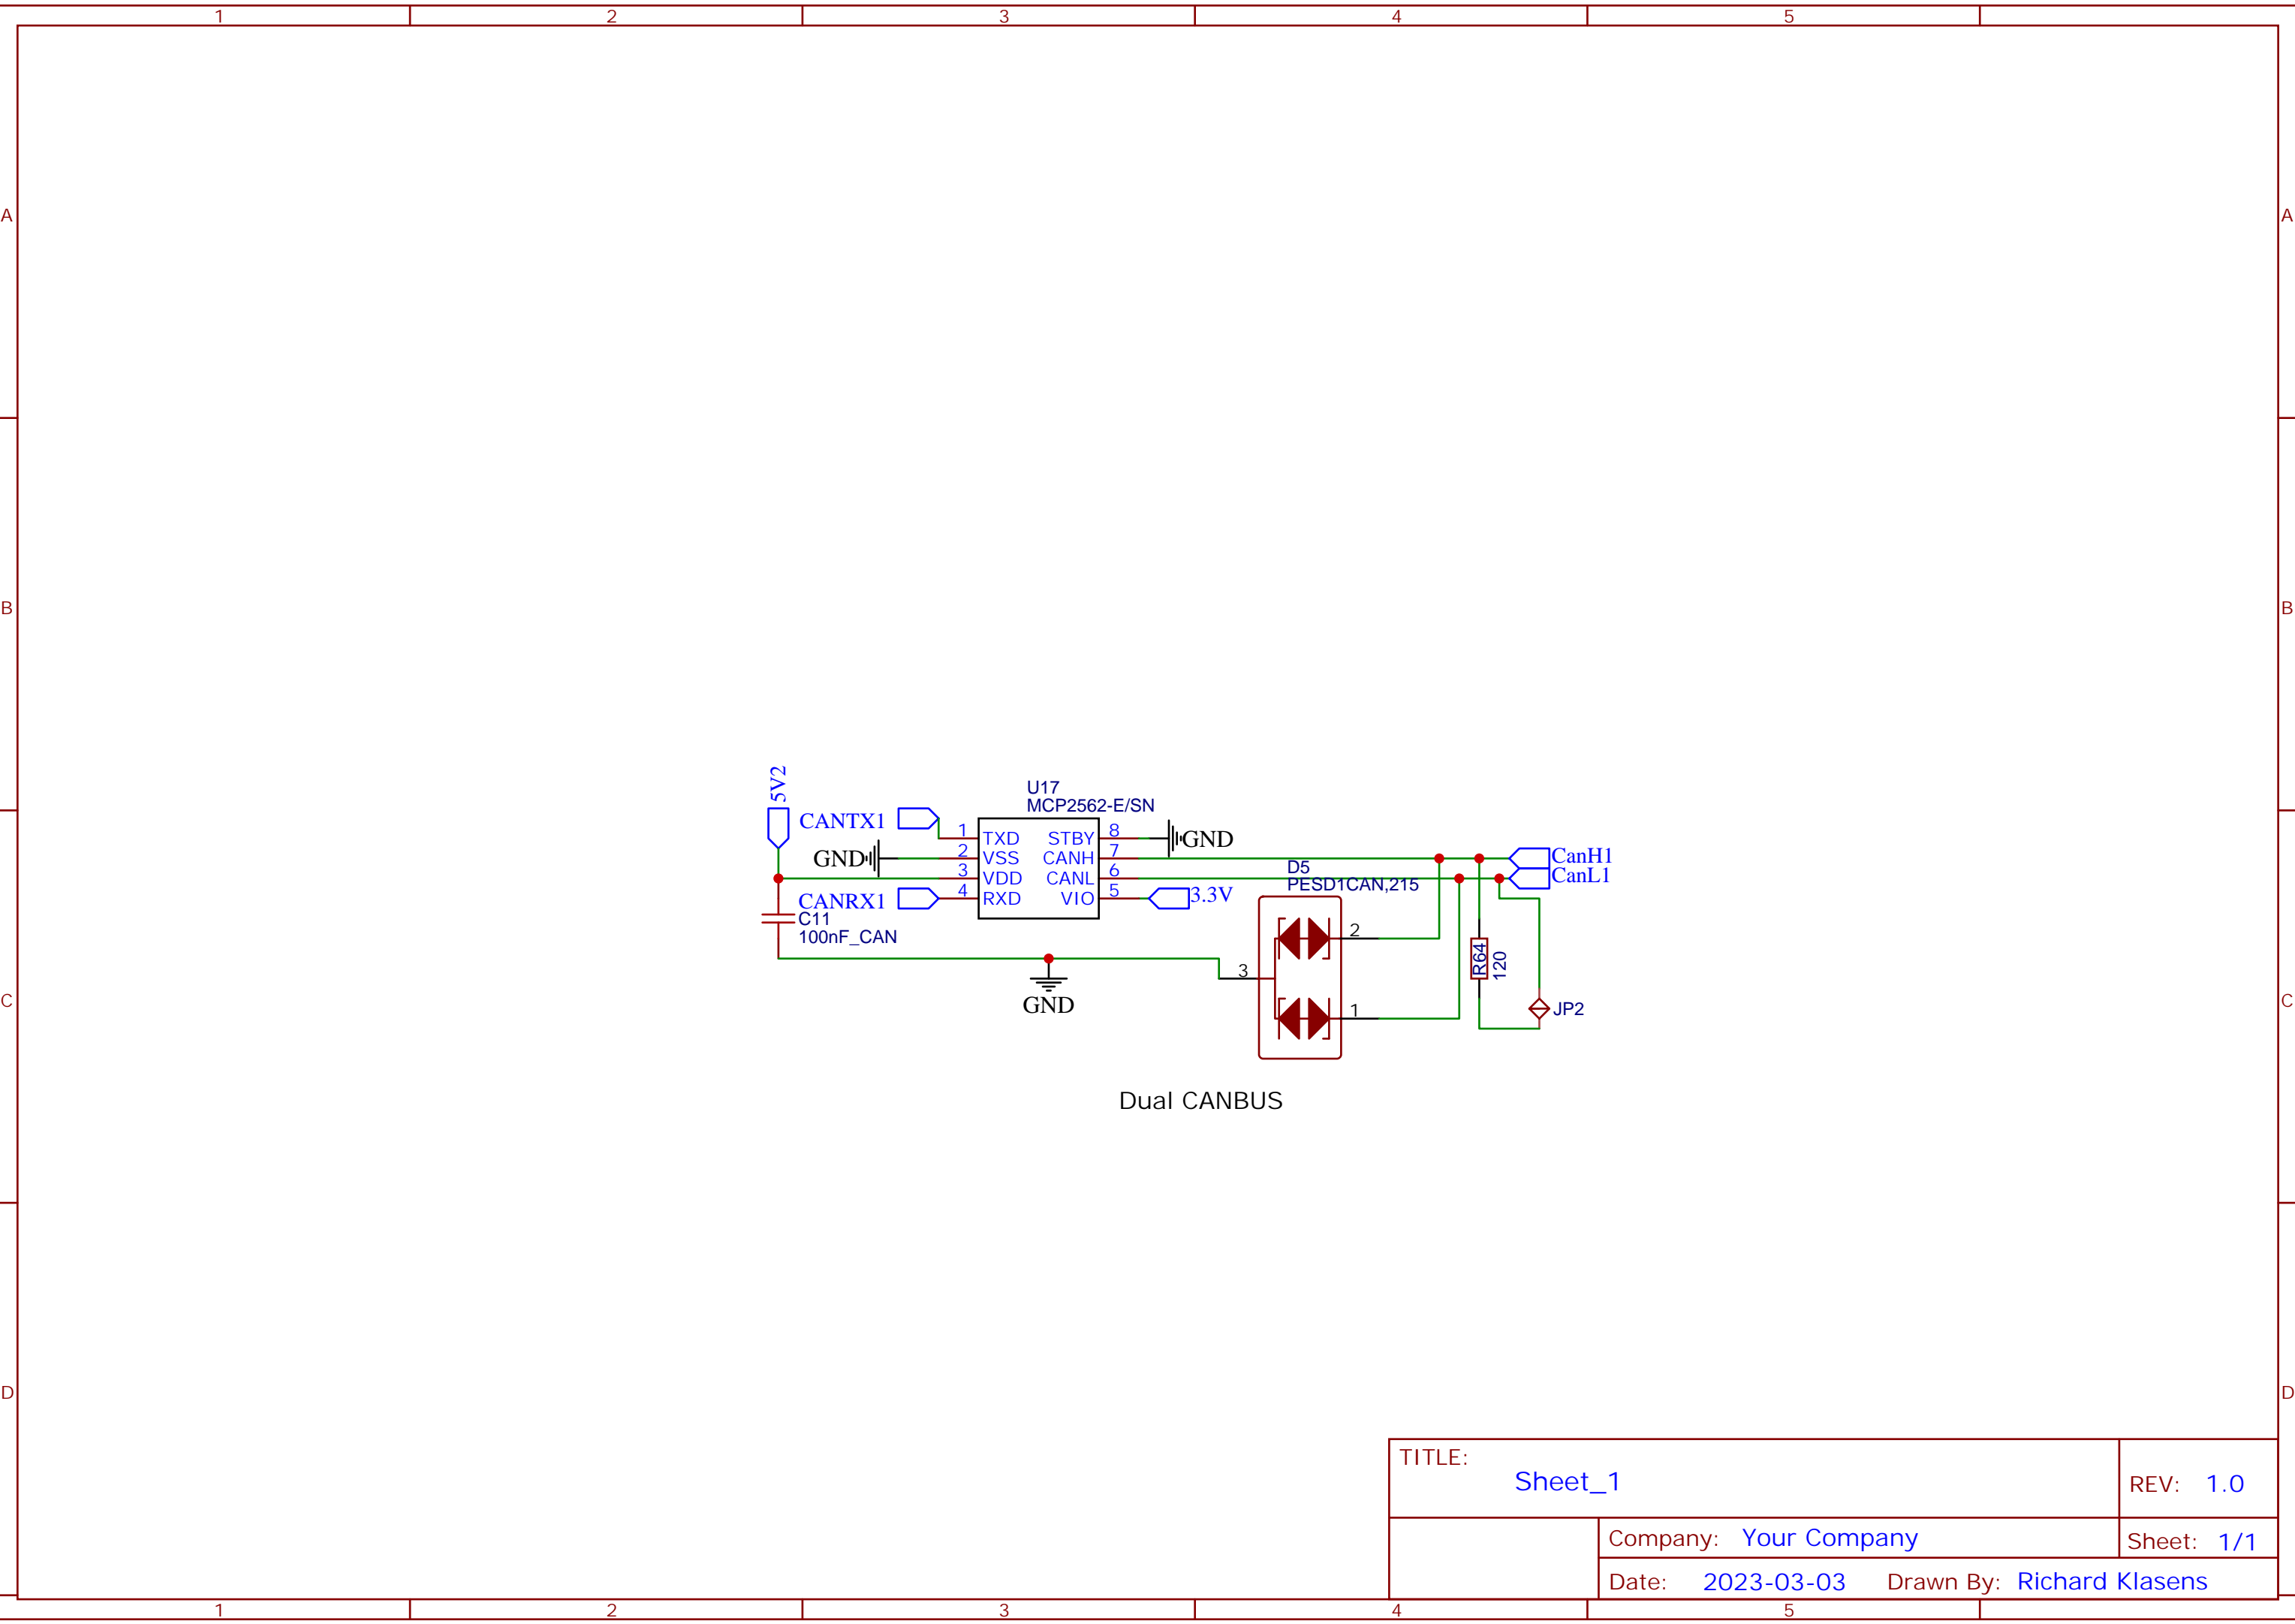 1 2 3 4 5
A A
B B
C C
D D
5V2
CANTX1
GND
CANRX1
C11
100nF_CAN
U17
MCP2562-E/SN
1 TXD STBY 8
2 VSS CANH 7
3 VDD CANL 6
4 RXD VIO 5
GND
3.3V
GND
D5
PESD1CAN,215
2
3
1
CanH1
CanL1
R64
120
JP2
Dual CANBUS
TITLE:
Sheet_1
REV: 1.0
Company: Your Company
Sheet: 1/1
Date: 2023-03-03 Drawn By: Richard Klasens
1 2 3 4 5